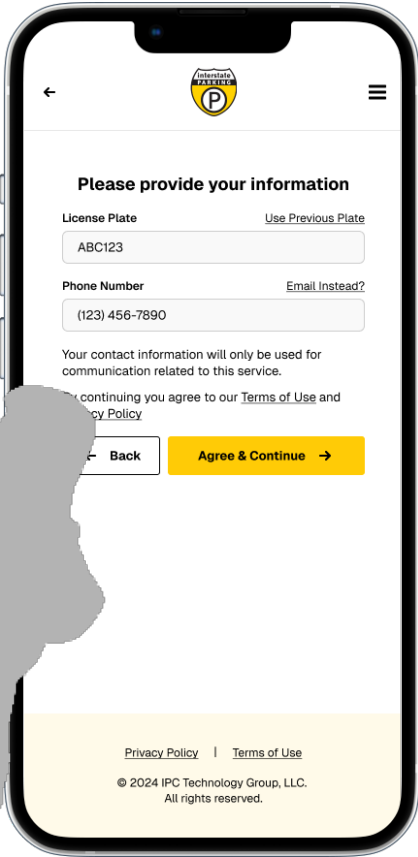 interstate
PARKING
P
Please provide your information
License Plate
Use Previous Plate
ABC123
Phone Number
Email Instead?
(123) 456-7890
Your contact information will only be used for
communication related to this service.
continuing you agree to our Terms of Use and
Policy
Back
Agree & Continue
Privacy Policy | Terms of Use
© 2024 IPC Technology Group, LLC.
All rights reserved.